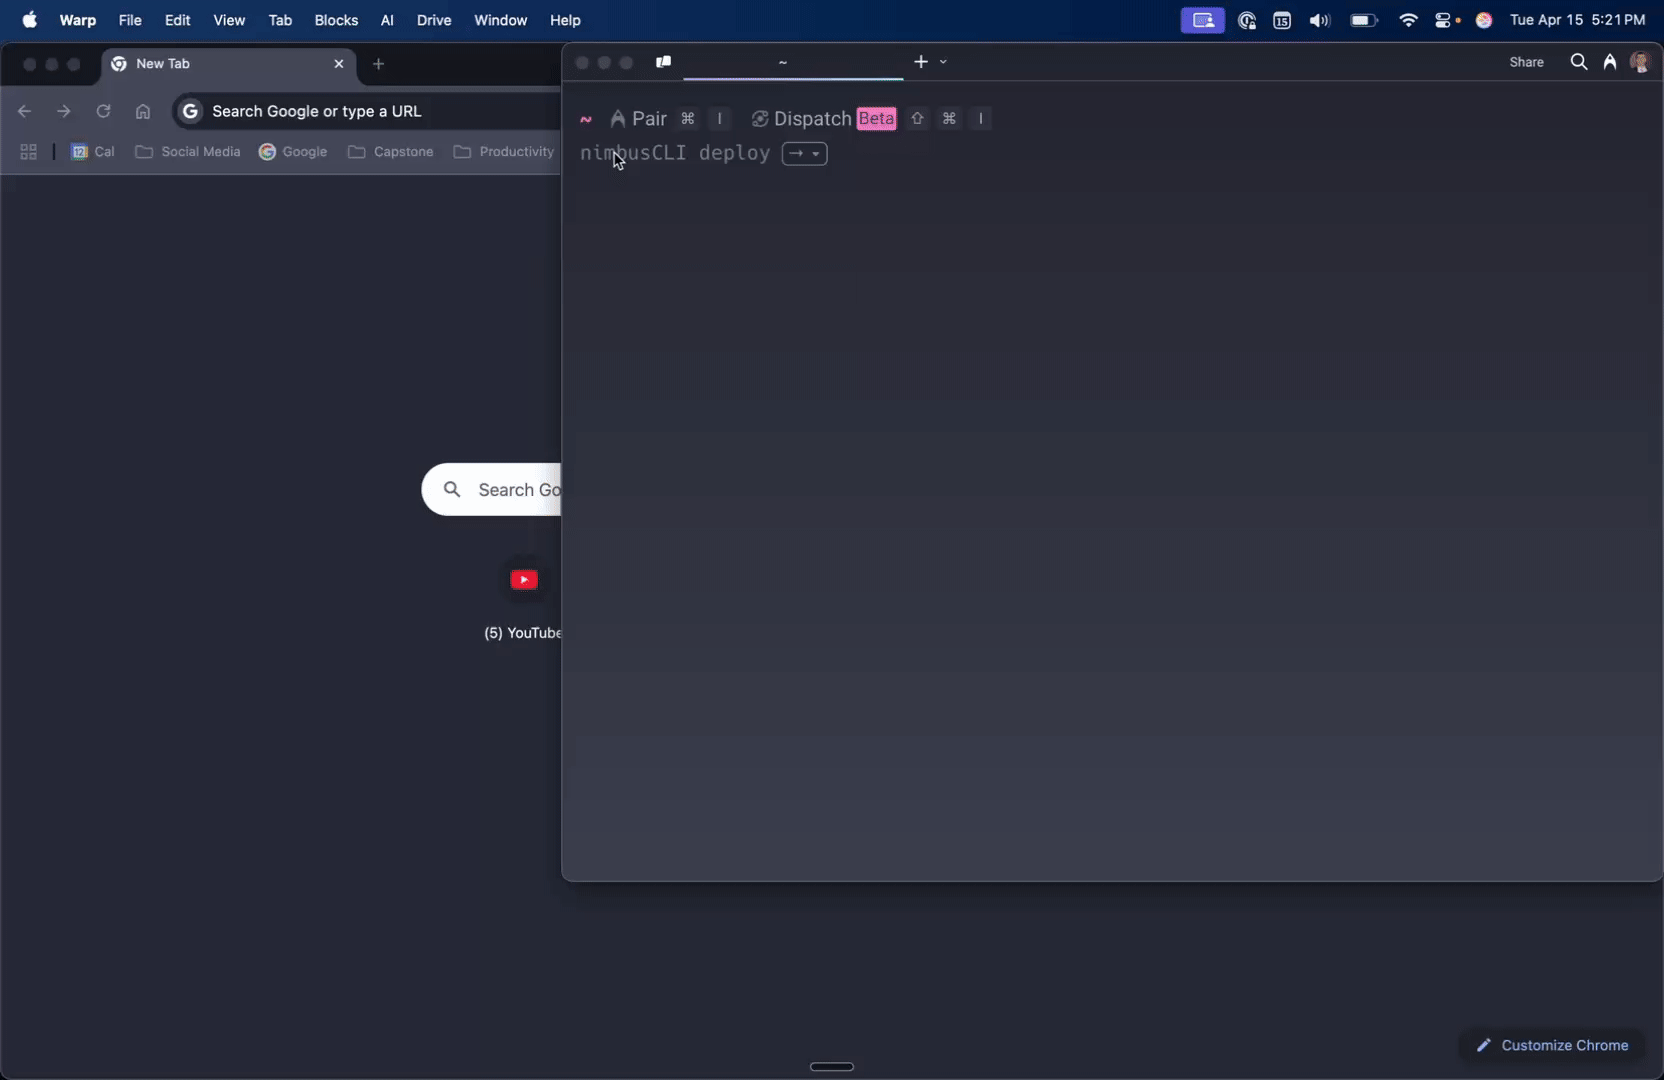 Warp File Edit View Tab Blocks AI Drive Window Help 15 Tue Apr 15 5:21 PM
New Tab
~
Share
Search Google or type a URL
~ Pair ⌘ I Dispatch Beta ⇧ ⌘ I
12 Cal Social Media Google Capstone Productivity
nimbusCLI deploy
Search Go
(5) YouTube
Customize Chrome